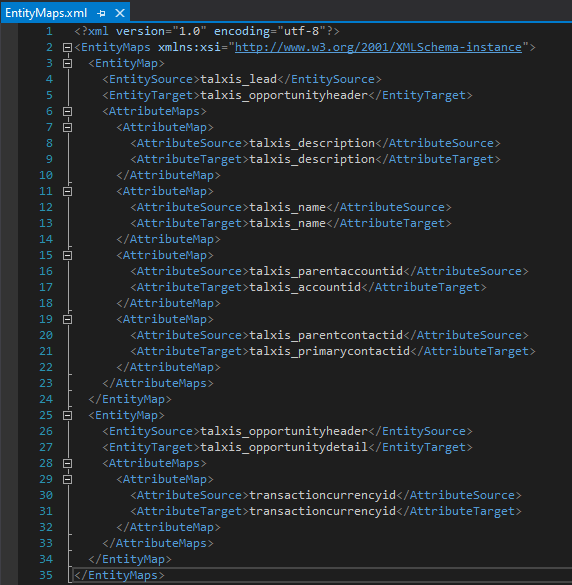 EntityMaps.xml
1 <?xml version="1.0" encoding="utf-8"?>
2 <EntityMaps xmlns:xsi="http://www.w3.org/2001/XMLSchema-instance">
3 <EntityMap>
4 <EntitySource>talxis_lead</EntitySource>
5 <EntityTarget>talxis_opportunityheader</EntityTarget>
6 <AttributeMaps>
7 <AttributeMap>
8 <AttributeSource>talxis_description</AttributeSource>
9 <AttributeTarget>talxis_description</AttributeTarget>
10 </AttributeMap>
11 <AttributeMap>
12 <AttributeSource>talxis_name</AttributeSource>
13 <AttributeTarget>talxis_name</AttributeTarget>
14 </AttributeMap>
15 <AttributeMap>
16 <AttributeSource>talxis_parentaccountid</AttributeSource>
17 <AttributeTarget>talxis_accountid</AttributeTarget>
18 </AttributeMap>
19 <AttributeMap>
20 <AttributeSource>talxis_parentcontactid</AttributeSource>
21 <AttributeTarget>talxis_primarycontactid</AttributeTarget>
22 </AttributeMap>
23 </AttributeMaps>
24 </EntityMap>
25 <EntityMap>
26 <EntitySource>talxis_opportunityheader</EntitySource>
27 <EntityTarget>talxis_opportunitydetail</EntityTarget>
28 <AttributeMaps>
29 <AttributeMap>
30 <AttributeSource>transactioncurrencyid</AttributeSource>
31 <AttributeTarget>transactioncurrencyid</AttributeTarget>
32 </AttributeMap>
33 </AttributeMaps>
34 </EntityMap>
35 </EntityMaps>